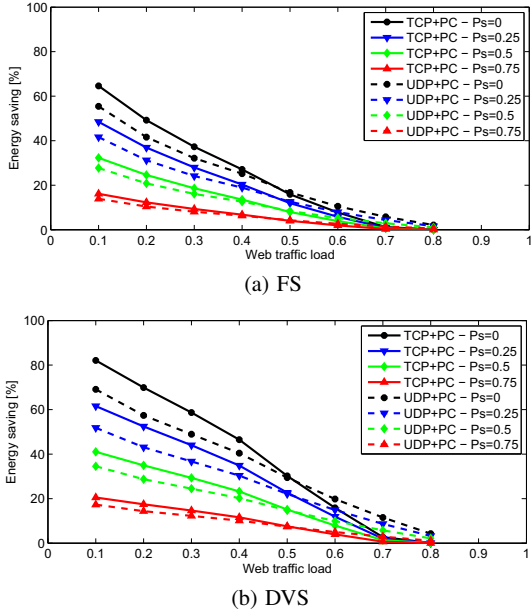 100
80
60
40
20
0
Energy saving [%]
TCP+PC − Ps=0
TCP+PC − Ps=0.25
TCP+PC − Ps=0.5
TCP+PC − Ps=0.75
UDP+PC − Ps=0
UDP+PC − Ps=0.25
UDP+PC − Ps=0.5
UDP+PC − Ps=0.75
0 0.1 0.2 0.3 0.4 0.5 0.6 0.7 0.8 0.9 1
Web traffic load
(a) FS
100
80
60
40
20
0
Energy saving [%]
TCP+PC − Ps=0
TCP+PC − Ps=0.25
TCP+PC − Ps=0.5
TCP+PC − Ps=0.75
UDP+PC − Ps=0
UDP+PC − Ps=0.25
UDP+PC − Ps=0.5
UDP+PC − Ps=0.75
0 0.1 0.2 0.3 0.4 0.5 0.6 0.7 0.8 0.9 1
Web traffic load
(b) DVS